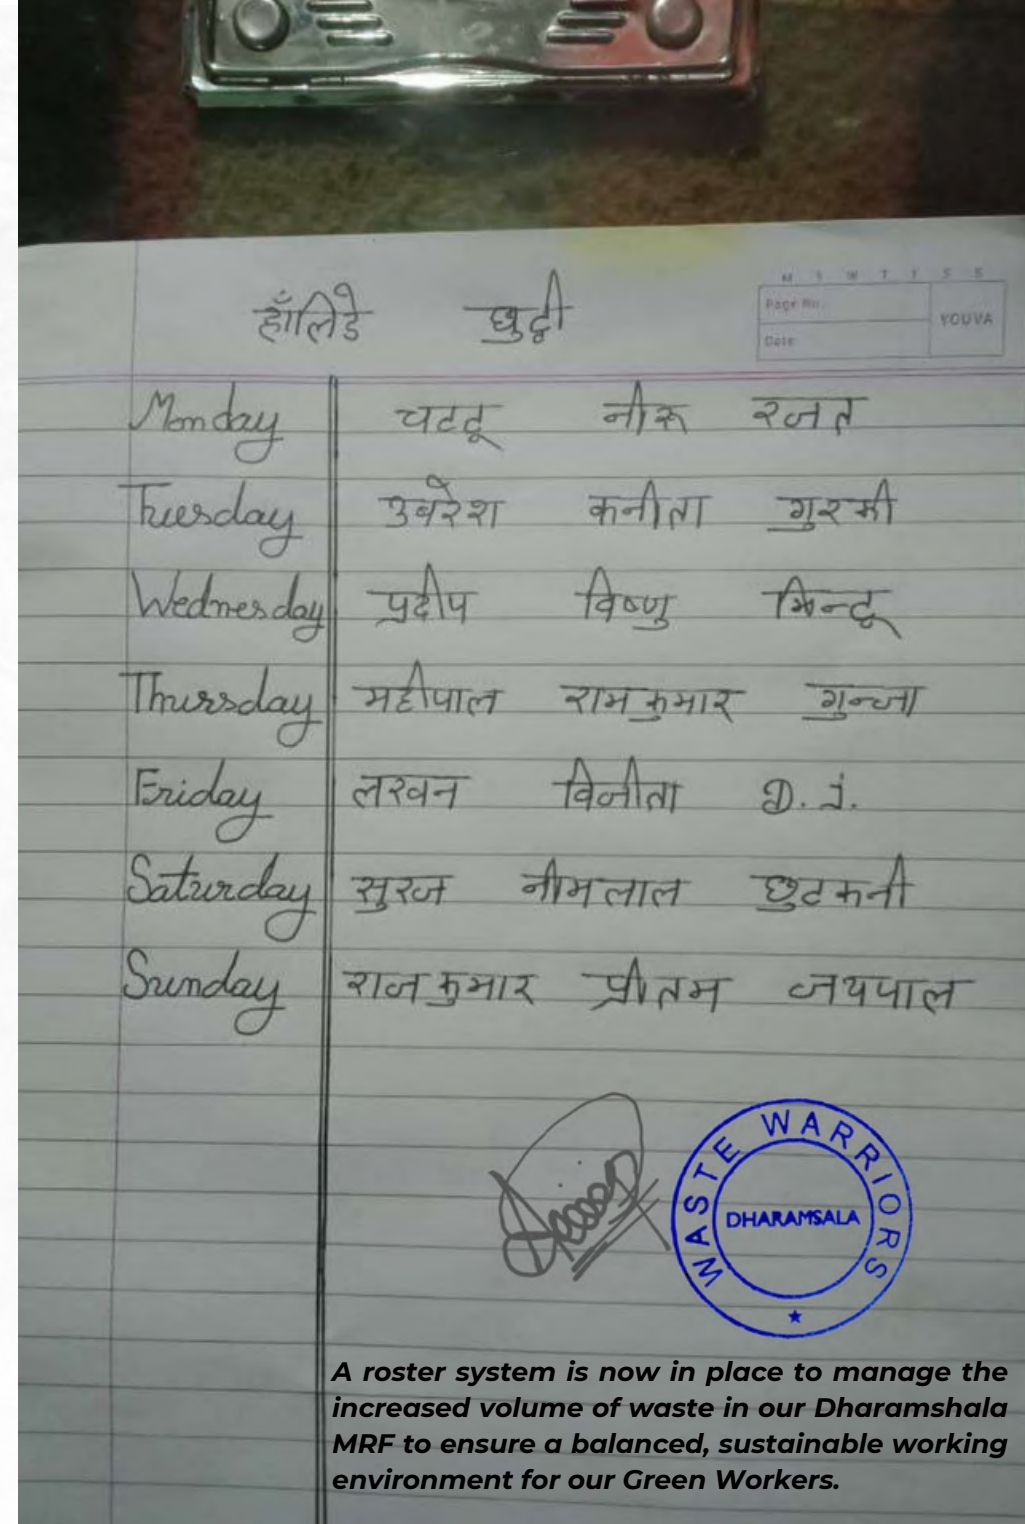 हॉलिडे छुट्टी
M T W T F S S
Page No.:
Date:
YOUVA
Monday चटटू नीरू रजत
Tuesday उबरेश कनीता गुरमी
Wednesday प्रदीप विष्णु मिन्टू
Thursday महीपाल रामकुमार गुन्जा
Friday लखन विनीता D. J.
Saturday सुरज नीमलाल छुटकनी
Sunday राजकुमार प्रीतम जयपाल
WASTE WARRIORS
DHARAMSALA
A roster system is now in place to manage the
increased volume of waste in our Dharamshala
MRF to ensure a balanced, sustainable working
environment for our Green Workers.